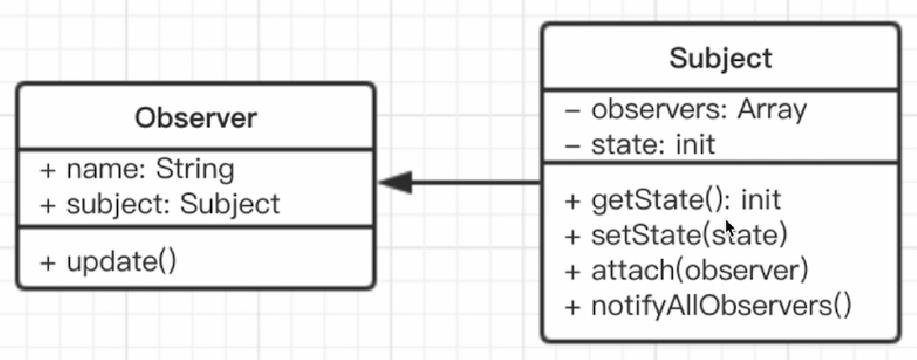 Observer
+ name: String
+ subject: Subject
+ update()
Subject
– observers: Array
– state: init
+ getState(): init
+ setState(state)
+ attach(observer)
+ notifyAllObservers()